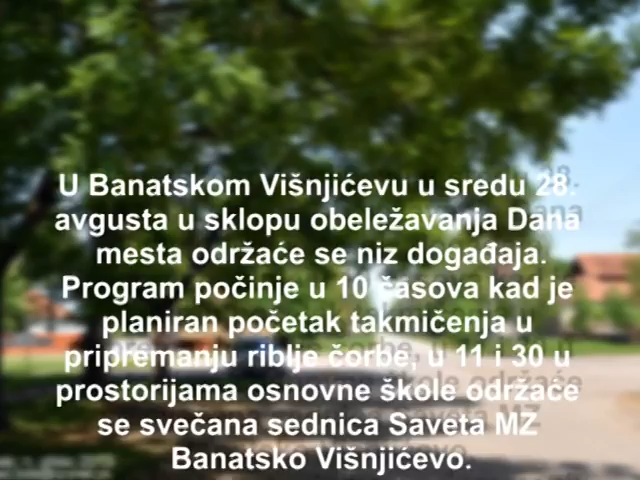 U Banatskom Višnjićevu u sredu 28.
avgusta u sklopu obeležavanja Dana
mesta održaće se niz događaja.
Program počinje u 10 časova kad je
planiran početak takmičenja u
pripremanju riblje čorbe, u 11 i 30 u
prostorijama osnovne škole održaće
se svečana sednica Saveta MZ
Banatsko Višnjićevo.